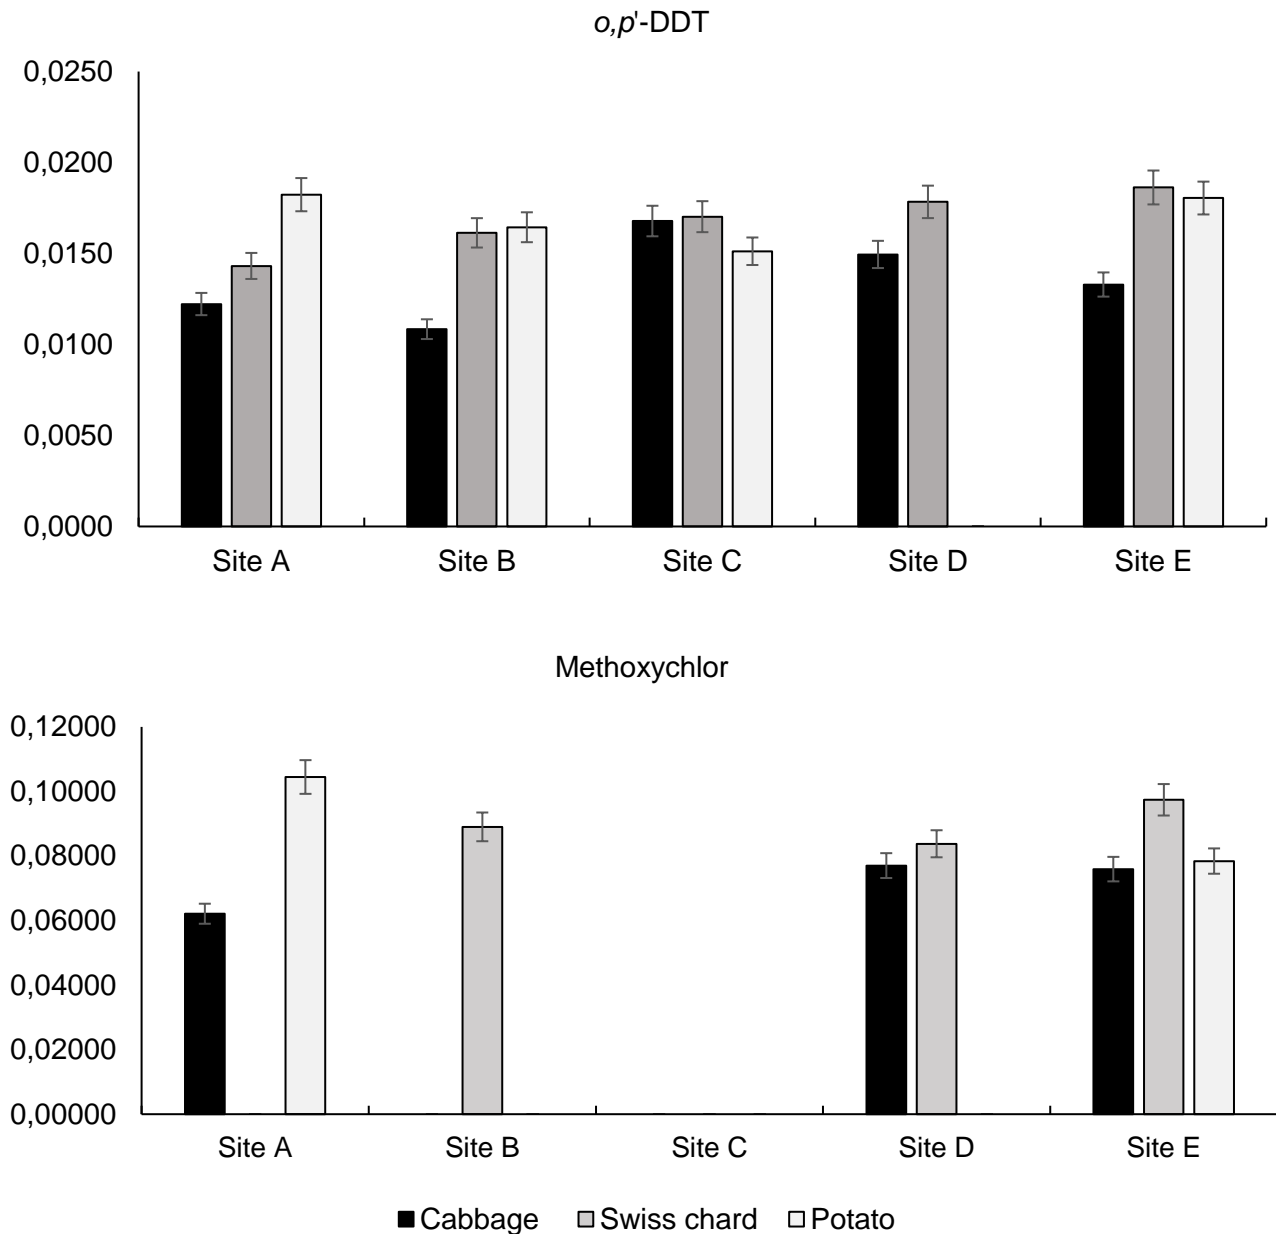 o,p'-DDT
0,0250
0,0200
0,0150
0,0100
0,0050
0,0000
Site A Site B Site C Site D Site E
Methoxychlor
0,12000
0,10000
0,08000
0,06000
0,04000
0,02000
0,00000
Site A Site B Site C Site D Site E
Cabbage Swiss chard Potato